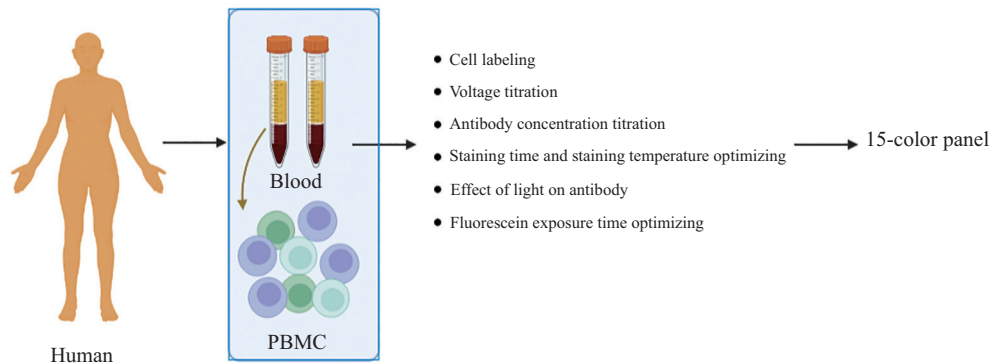 Human
Blood
PBMC
● Cell labeling
● Voltage titration
● Antibody concentration titration
● Staining time and staining temperature optimizing
● Effect of light on antibody
● Fluorescein exposure time optimizing
15-color panel